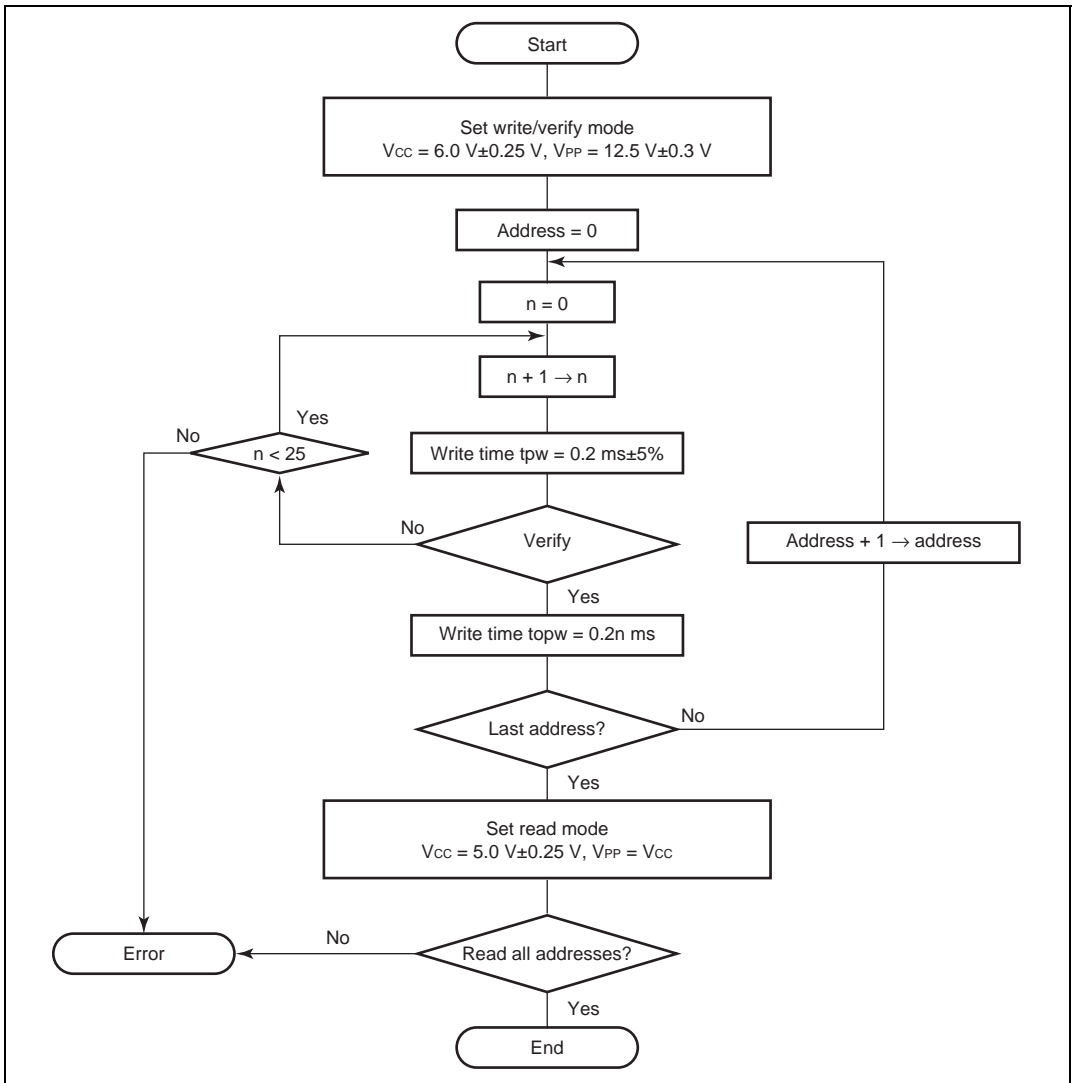 Start
Set write/verify mode
VCC = 6.0 V±0.25 V, VPP = 12.5 V±0.3 V
Address = 0
n = 0
n + 1 → n
Yes
No
n < 25
Write time tpw = 0.2 ms±5%
No
Verify
Address + 1 → address
Yes
Write time topw = 0.2n ms
Last address?
No
Yes
Set read mode
VCC = 5.0 V±0.25 V, VPP = VCC
Error
No
Read all addresses?
Yes
End